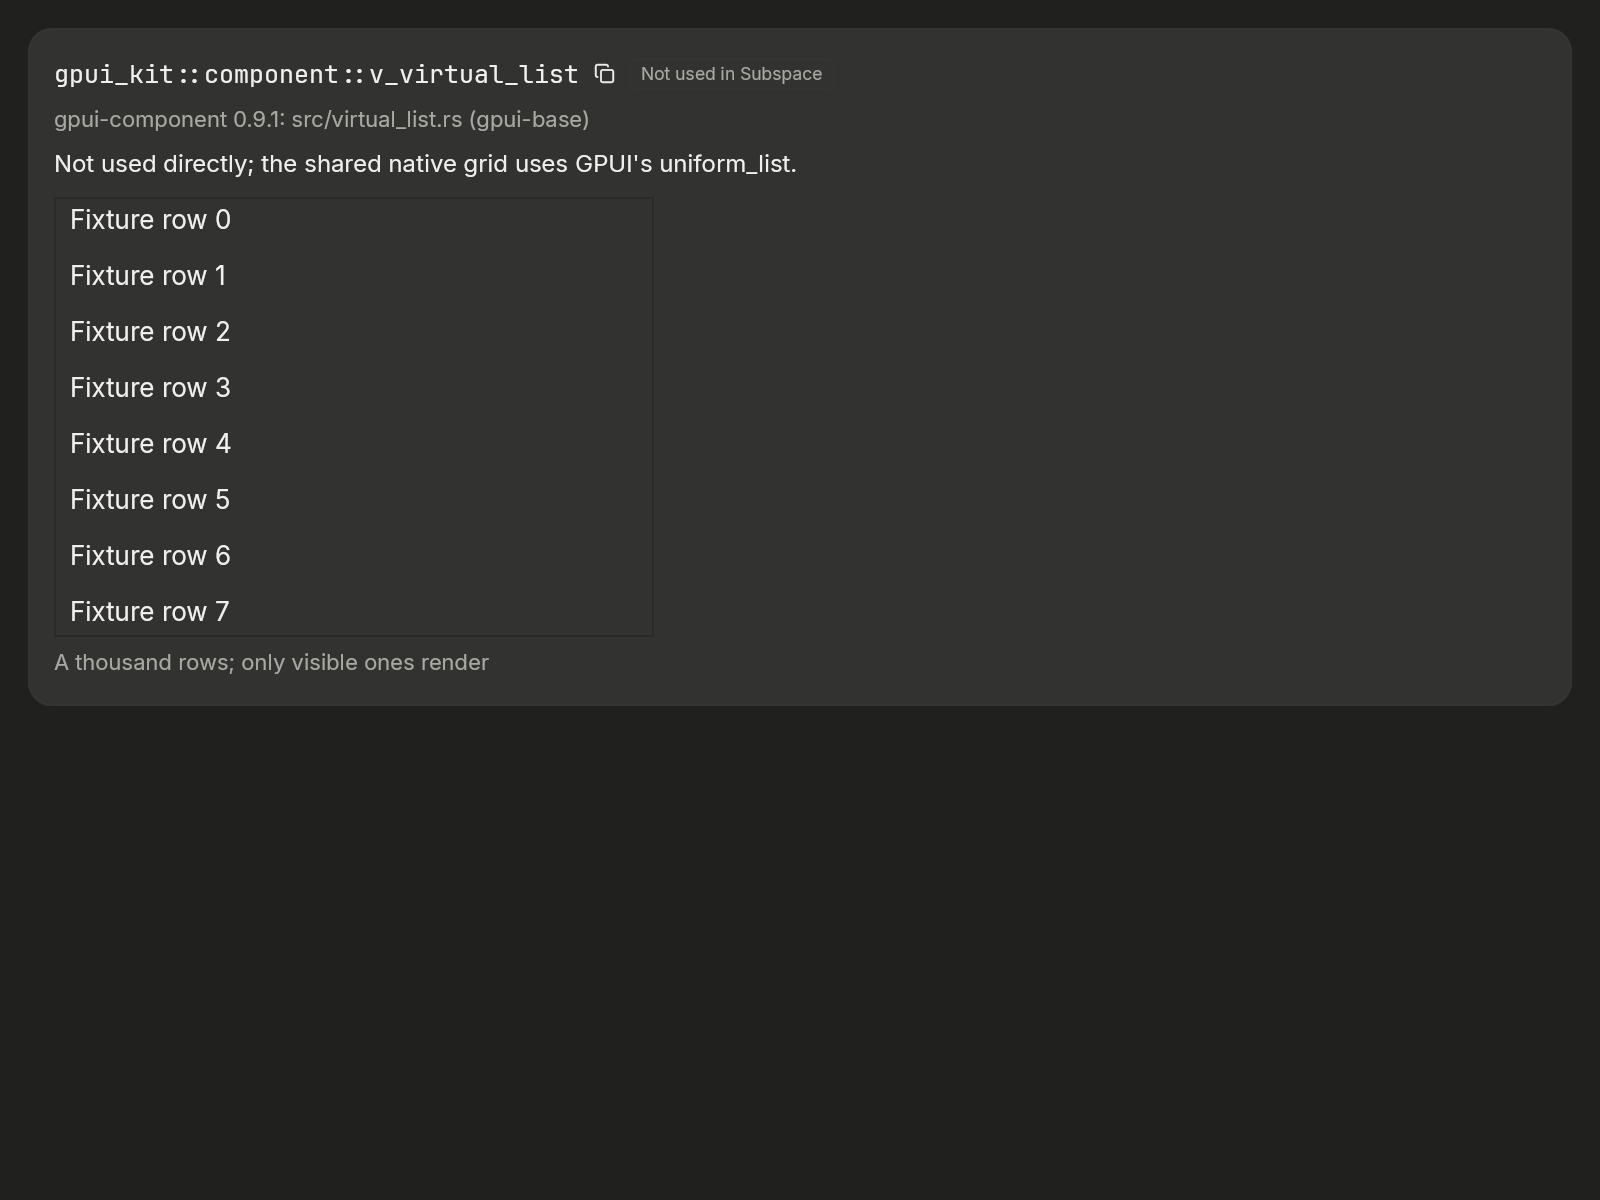 gpui_kit::component::v_virtual_list Not used in Subspace
gpui-component 0.9.1: src/virtual_list.rs (gpui-base)
Not used directly; the shared native grid uses GPUI's uniform_list.
Fixture row 0
Fixture row 1
Fixture row 2
Fixture row 3
Fixture row 4
Fixture row 5
Fixture row 6
Fixture row 7
A thousand rows; only visible ones render